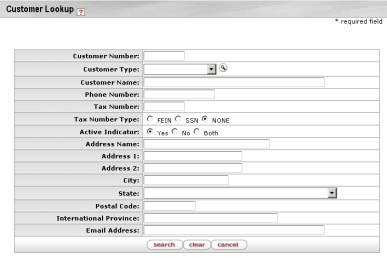 Customer Lookup ?
* required field
Customer Number:
Customer Type:
Customer Name:
Phone Number:
Tax Number:
Tax Number Type: FEIN SSN NONE
Active Indicator: Yes No Both
Address Name:
Address 1:
Address 2:
City:
State:
Postal Code:
International Province:
Email Address:
search clear cancel